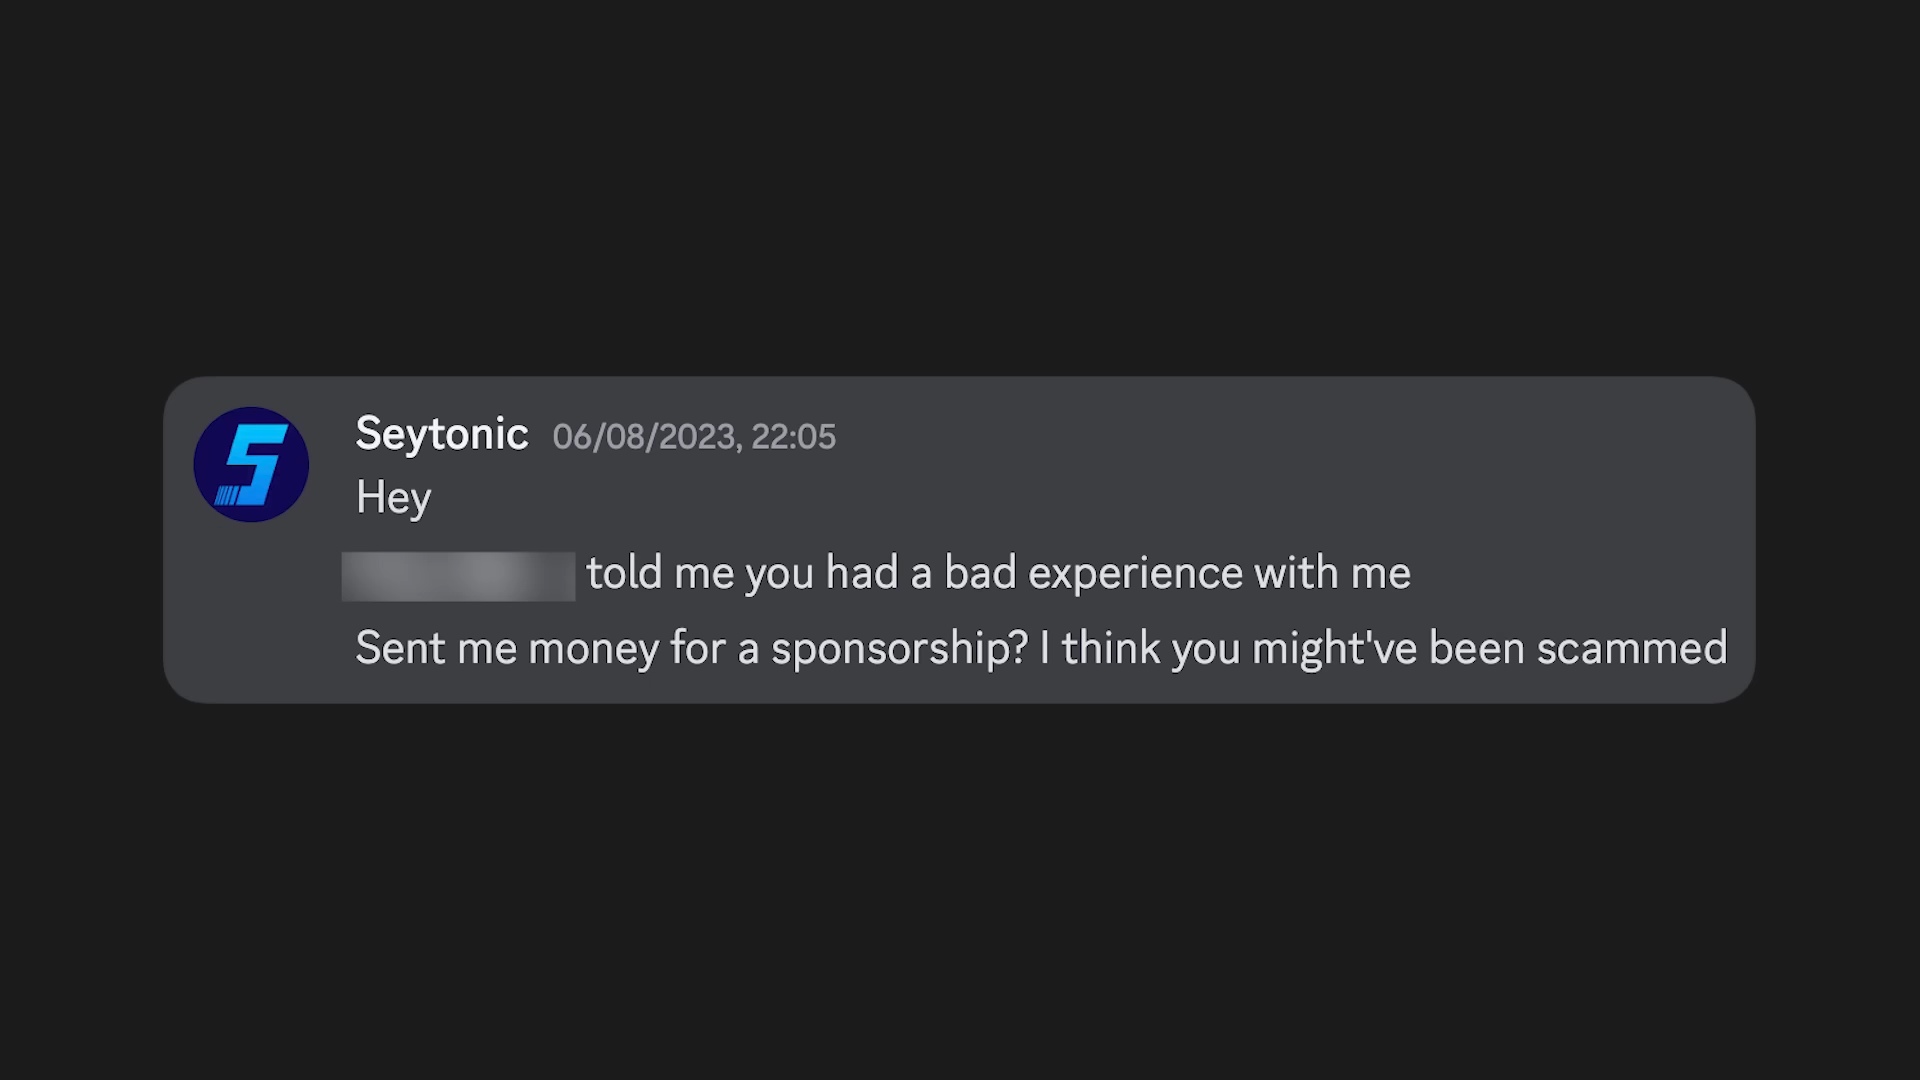 Seytonic 06/08/2023, 22:05
Hey
told me you had a bad experience with me
Sent me money for a sponsorship? I think you might've been scammed